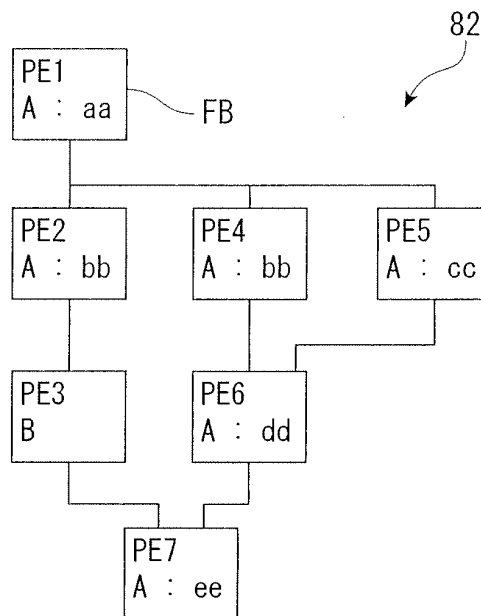 82
PE1
A : aa
FB
PE2
A : bb
PE4
A : bb
PE5
A : cc
PE3
B
PE6
A : dd
PE7
A : ee